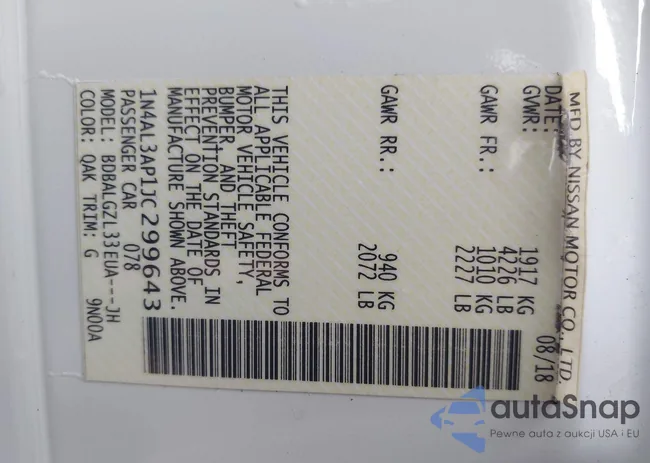 MFD BY NISSAN MOTOR CO., LTD.
DATE: 08/18
GVWR: 1917 KG
4226 LB
GAWR FR.: 1010 KG
2227 LB
GAWR RR.: 940 KG
2072 LB
THIS VEHICLE CONFORMS TO
ALL APPLICABLE FEDERAL
MOTOR VEHICLE SAFETY,
BUMPER AND THEFT
PREVENTION STANDARDS IN
EFFECT ON THE DATE OF
MANUFACTURE SHOWN ABOVE.
1N4AL3AP1JC299643
PASSENGER CAR 078
MODEL: BDBALGZL33EUA---JH
COLOR: QAK TRIM: G 9N00A
autoSnap
Pewne auta z aukcji USA i EU